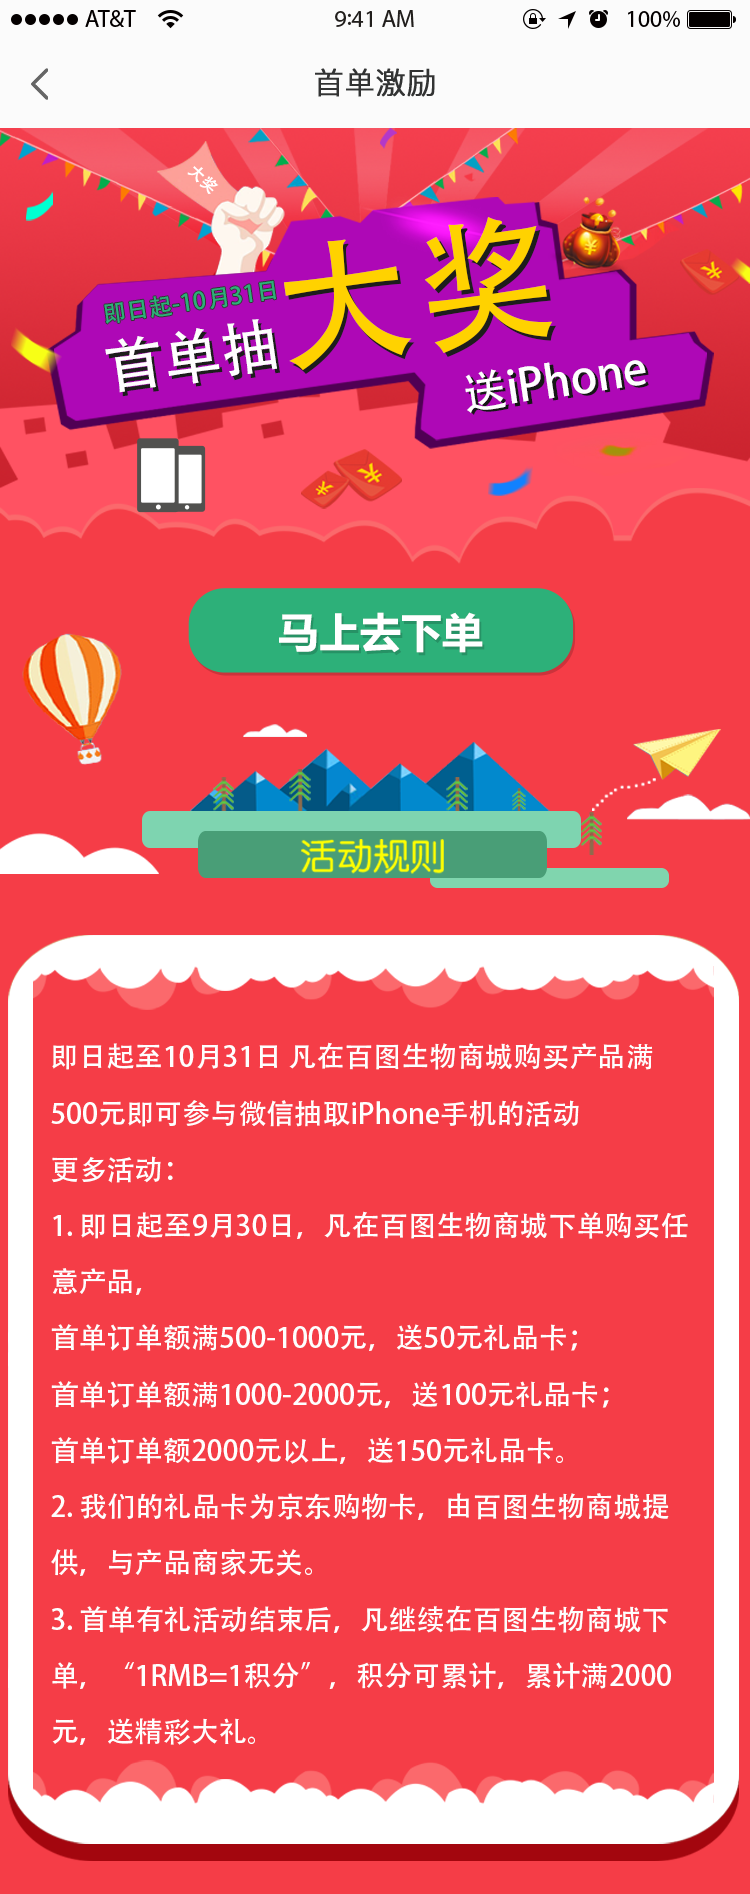 AT&T 9:41 AM 100%
首单激励
大奖
即日起-10月31日
首单抽
大奖
送iPhone
马上去下单
活动规则
即日起至10月31日 凡在百图生物商城购买产品满
500元即可参与微信抽取iPhone手机的活动
更多活动：
1. 即日起至9月30日，凡在百图生物商城下单购买任
意产品，
首单订单额满500-1000元，送50元礼品卡；
首单订单额满1000-2000元，送100元礼品卡；
首单订单额2000元以上，送150元礼品卡。
2. 我们的礼品卡为京东购物卡，由百图生物商城提
供，与产品商家无关。
3. 首单有礼活动结束后，凡继续在百图生物商城下
单，“1RMB=1积分”，积分可累计，累计满2000
元，送精彩大礼。